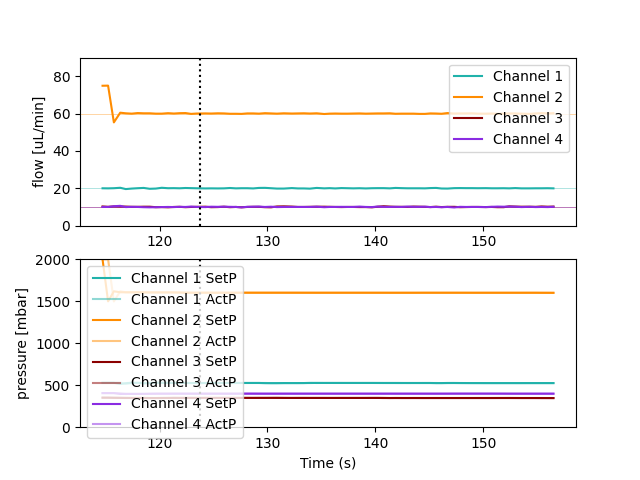 80
60
40
20
0
flow [uL/min]
Channel 1
Channel 2
Channel 3
Channel 4
120
130
140
150
2000
1500
1000
500
0
pressure [mbar]
Channel 1 SetP
Channel 1 ActP
Channel 2 SetP
Channel 2 ActP
Channel 3 SetP
Channel 3 ActP
Channel 4 SetP
Channel 4 ActP
120
130
140
150
Time (s)